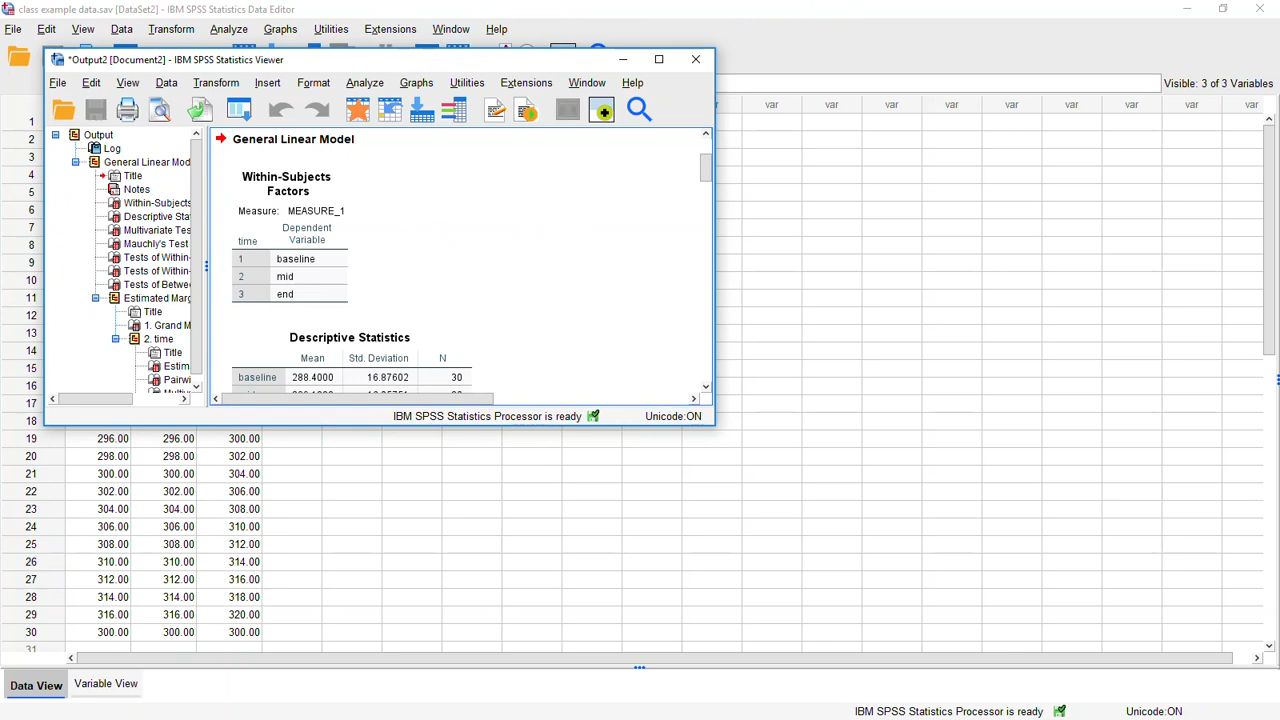 class example data.sav [DataSet2] - IBM SPSS Statistics Data Editor
File Edit View Data Transform Analyze Graphs Utilities Extensions Window Help
Visible: 3 of 3 Variables
*Output2 [Document2] - IBM SPSS Statistics Viewer
File Edit View Data Transform Insert Format Analyze Graphs Utilities Extensions Window Help
Output
Log
General Linear Mod
Title
Notes
Within-Subjects
Descriptive Sta
Multivariate Tes
Mauchly's Test
Tests of Within-
Tests of Within-
Tests of Betwe
Estimated Marg
Title
1. Grand M
2. time
Title
Estim
Pairwi
General Linear Model
Within-Subjects
Factors
Measure: MEASURE_1
time Dependent Variable
1 baseline
2 mid
3 end
Descriptive Statistics
Mean Std. Deviation N
baseline 288.4000 16.87602 30
IBM SPSS Statistics Processor is ready Unicode:ON
var var var var var var var var var
1
2
3
4
5
6
7
8
9
10
11
12
13
14
15
16
17
18
19 296.00 296.00 300.00
20 298.00 298.00 302.00
21 300.00 300.00 304.00
22 302.00 302.00 306.00
23 304.00 304.00 308.00
24 306.00 306.00 310.00
25 308.00 308.00 312.00
26 310.00 310.00 314.00
27 312.00 312.00 316.00
28 314.00 314.00 318.00
29 316.00 316.00 320.00
30 300.00 300.00 300.00
31
Data View Variable View
IBM SPSS Statistics Processor is ready Unicode:ON